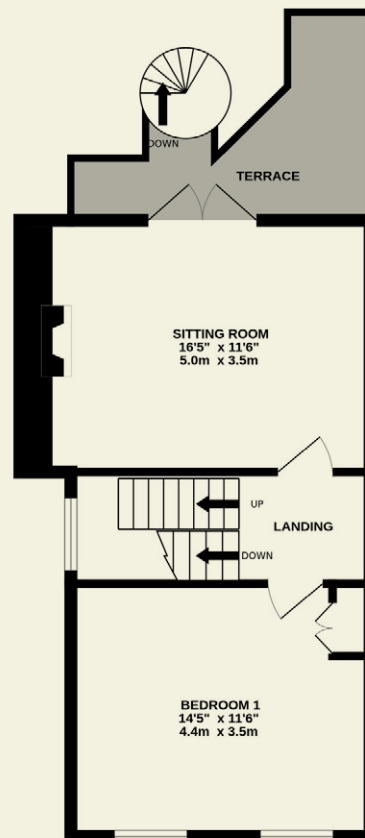 DOWN
TERRACE
SITTING ROOM
16'5" x 11'6"
5.0m x 3.5m
UP
LANDING
DOWN
BEDROOM 1
14'5" x 11'6"
4.4m x 3.5m